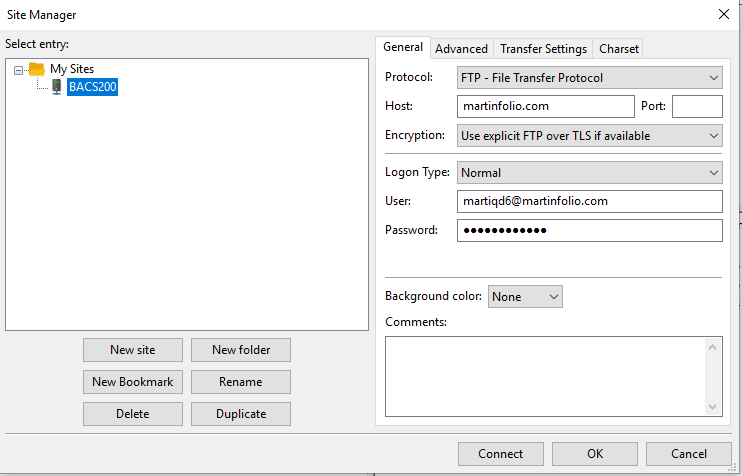 Site Manager
Select entry:
My Sites
BACS200
New site New folder
New Bookmark Rename
Delete Duplicate
General Advanced Transfer Settings Charset
Protocol: FTP - File Transfer Protocol
Host: martinfolio.com Port:
Encryption: Use explicit FTP over TLS if available
Logon Type: Normal
User: martiqd6@martinfolio.com
Password: ●●●●●●●●●●●●
Background color: None
Comments:
Connect OK Cancel